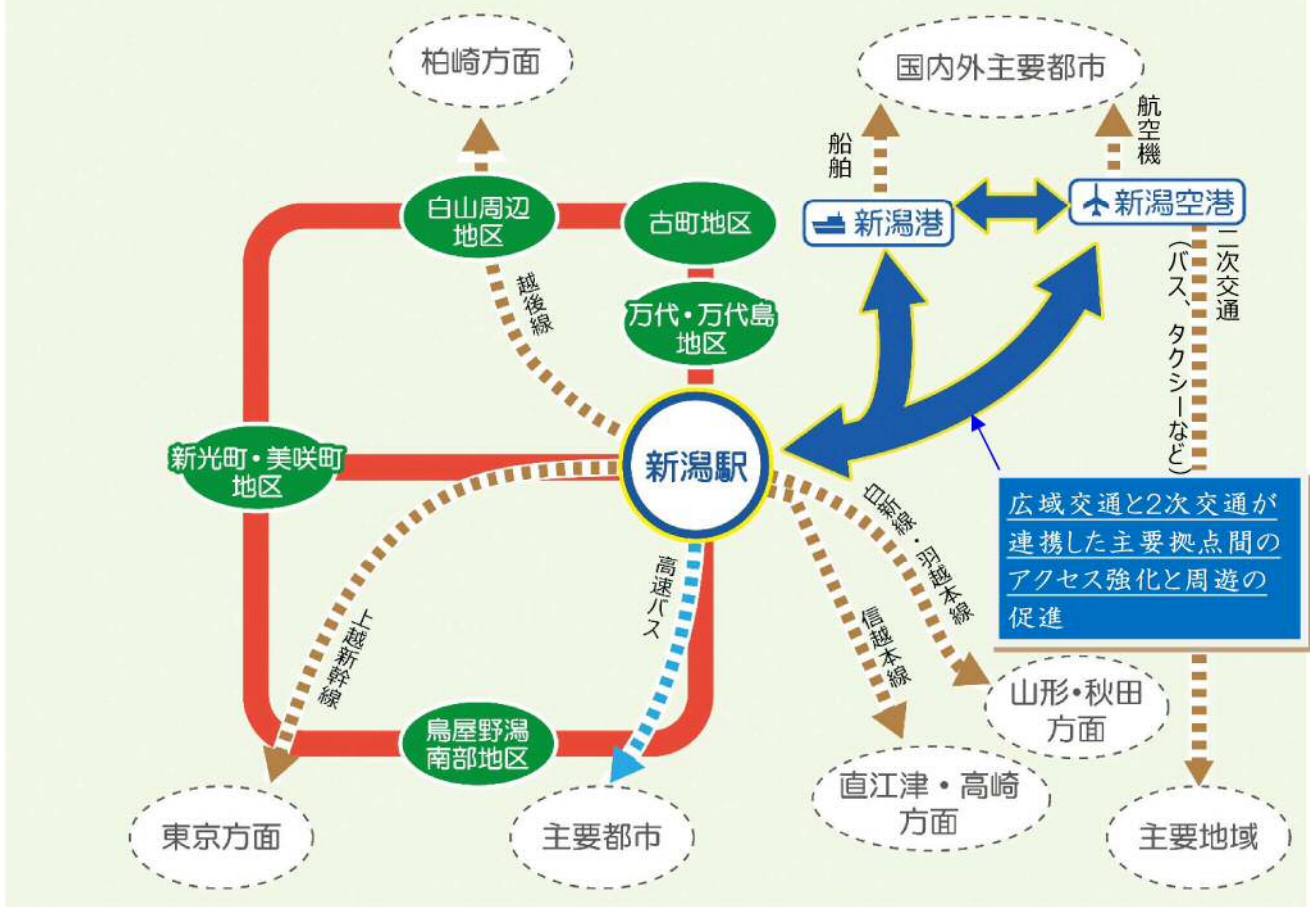 柏崎方面
国内外主要都市
船舶
航空機
白山周辺
地区
古町地区
新潟港
新潟空港
二次交通
(バス、タクシーなど)
越後線
万代・万代島
地区
新光町・美咲町
地区
新潟駅
広域交通と2次交通が
連携した主要拠点間の
アクセス強化と周遊の
促進
白新線・羽越本線
信越本線
高速バス
上越新幹線
鳥屋野潟
南部地区
山形・秋田
方面
直江津・高崎
方面
東京方面
主要都市
主要地域